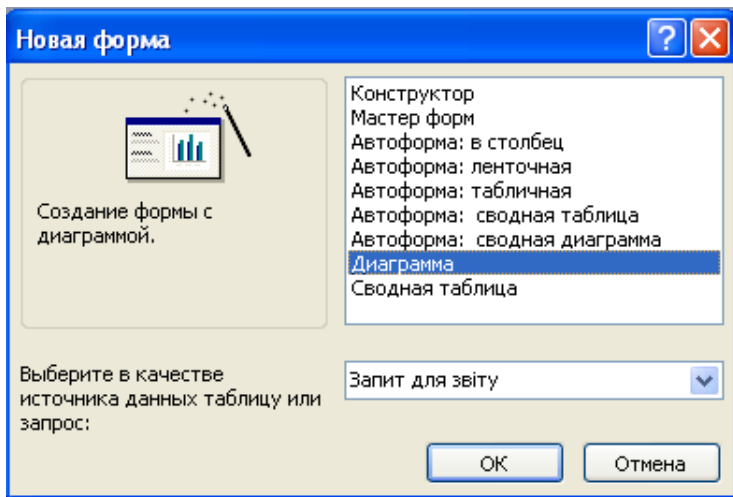 Новая форма
Создание формы с
диаграммой.
Конструктор
Мастер форм
Автоформа: в столбец
Автоформа: ленточная
Автоформа: табличная
Автоформа: сводная таблица
Автоформа: сводная диаграмма
Диаграмма
Сводная таблица
Выберите в качестве
источника данных таблицу или
запрос:
Запит для звіту
ОК
Отмена